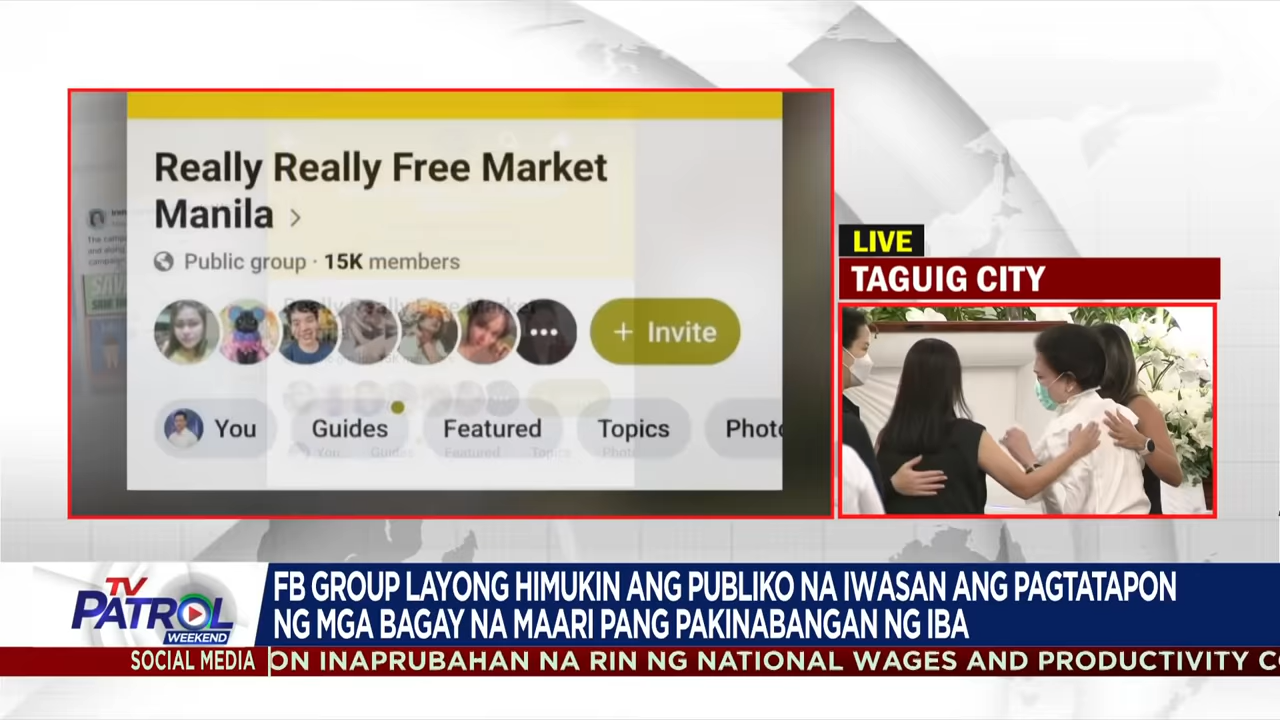 Really Really Free Market
Manila >
Public group · 15K members
+ Invite
You
Guides
Featured
Topics
LIVE
TAGUIG CITY
TV
PATROL
WEEKEND
FB GROUP LAYONG HIMUKIN ANG PUBLIKO NA IWASAN ANG PAGTATAPON
NG MGA BAGAY NA MAARI PANG PAKINABANGAN NG IBA
SOCIAL MEDIA
ON INAPRUBAHAN NA RIN NG NATIONAL WAGES AND PRODUCTIVITY